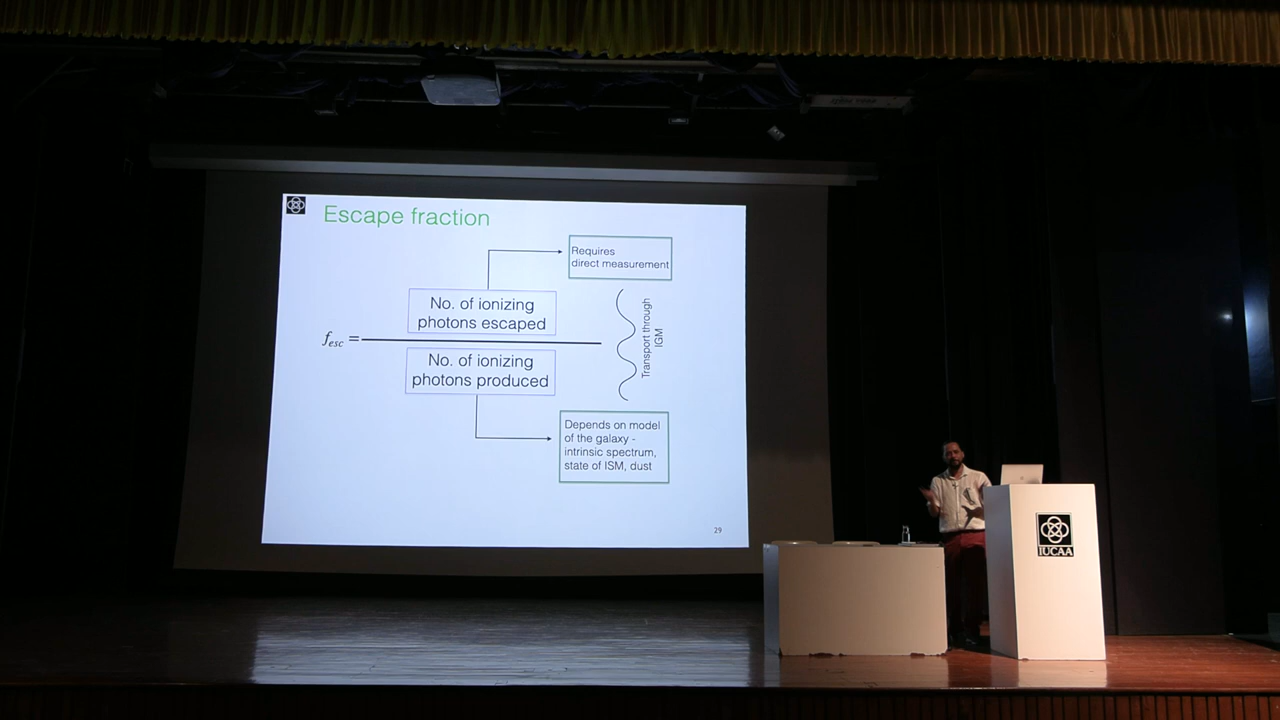 Escape fraction
Requires
direct measurement
No. of ionizing
photons escaped
f_esc =
No. of ionizing
photons produced
Transport through
IGM
Depends on model
of the galaxy -
intrinsic spectrum,
state of ISM, dust
29
IUCAA